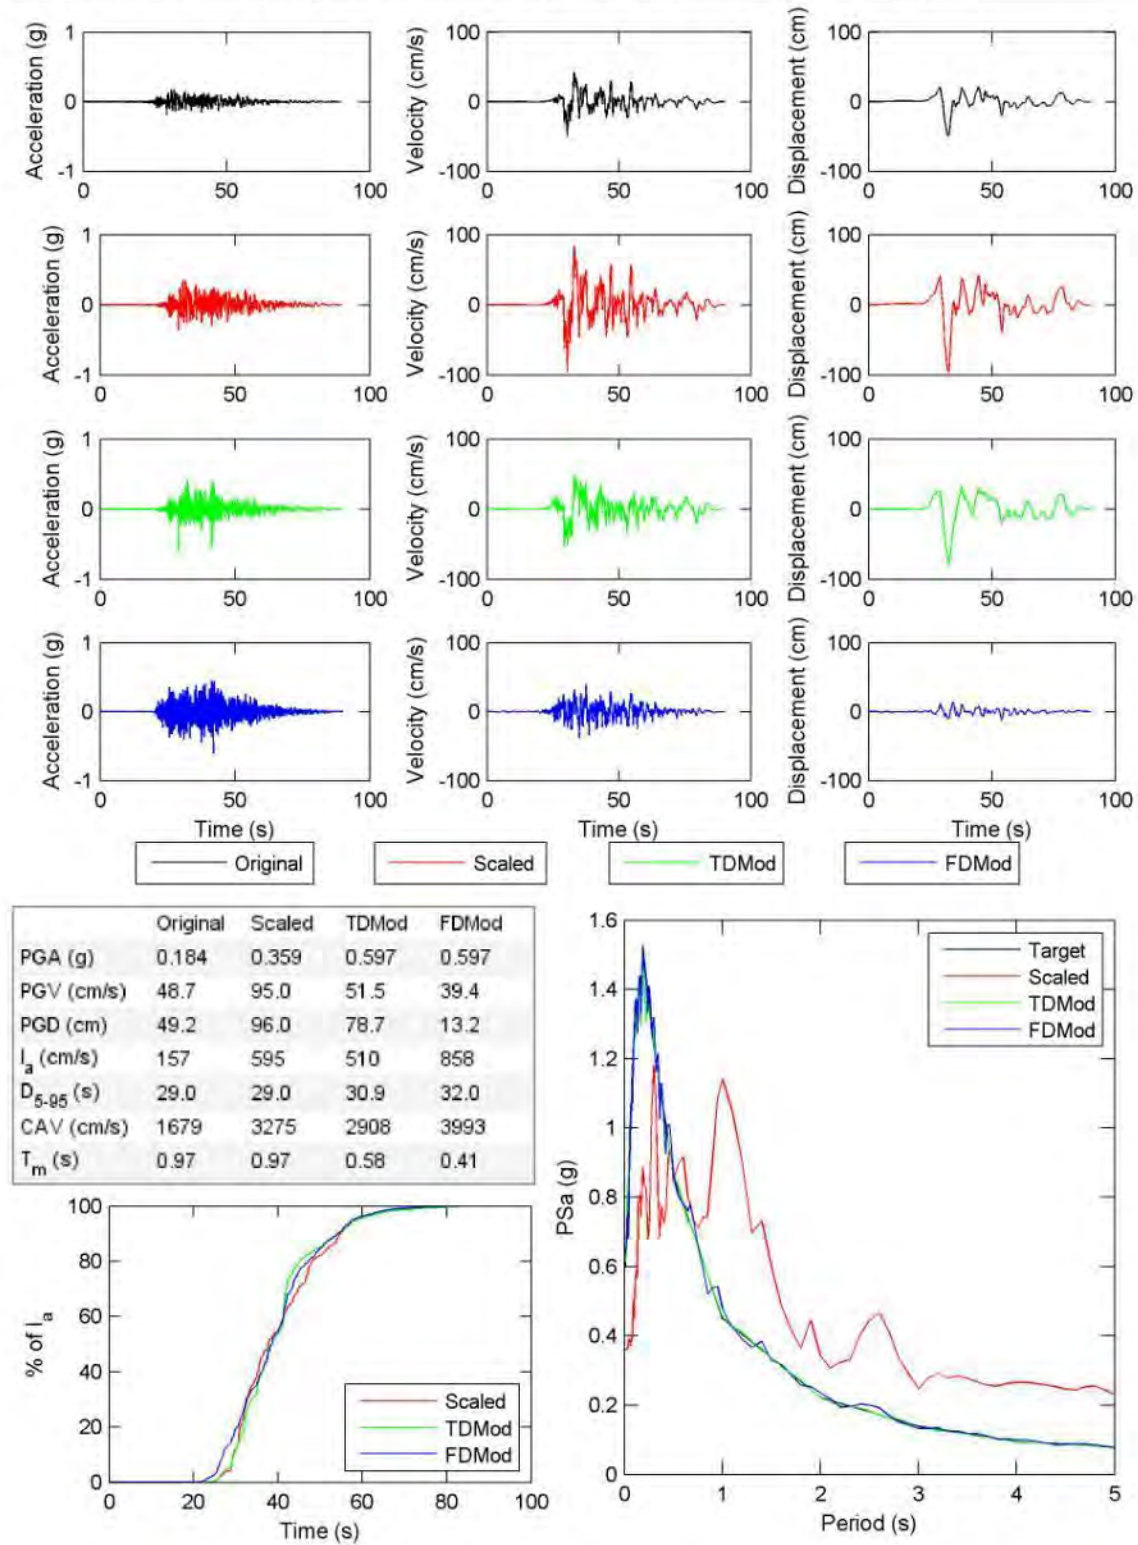 Acceleration (g)
1
0
-1
0 50 100
Velocity (cm/s)
100
0
-100
0 50 100
Displacement (cm)
100
0
-100
0 50 100
Acceleration (g)
1
0
-1
0 50 100
Velocity (cm/s)
100
0
-100
0 50 100
Displacement (cm)
100
0
-100
0 50 100
Acceleration (g)
1
0
-1
0 50 100
Velocity (cm/s)
100
0
-100
0 50 100
Displacement (cm)
100
0
-100
0 50 100
Acceleration (g)
1
0
-1
0 50 100
Time (s)
Velocity (cm/s)
100
0
-100
0 50 100
Time (s)
Displacement (cm)
100
0
-100
0 50 100
Time (s)
Original Scaled TDMod FDMod
Original Scaled TDMod FDMod
PGA (g) 0.184 0.359 0.597 0.597
PGV (cm/s) 48.7 95.0 51.5 39.4
PGD (cm) 49.2 96.0 78.7 13.2
I_a (cm/s) 157 595 510 858
D_5-95 (s) 29.0 29.0 30.9 32.0
CAV (cm/s) 1679 3275 2908 3993
T_m (s) 0.97 0.97 0.58 0.41
% of I_a
100
80
60
40
20
0
0 20 40 60 80 100
Time (s)
Scaled
TDMod
FDMod
PSa (g)
1.6
1.4
1.2
1
0.8
0.6
0.4
0.2
0
0 1 2 3 4 5
Period (s)
Target
Scaled
TDMod
FDMod